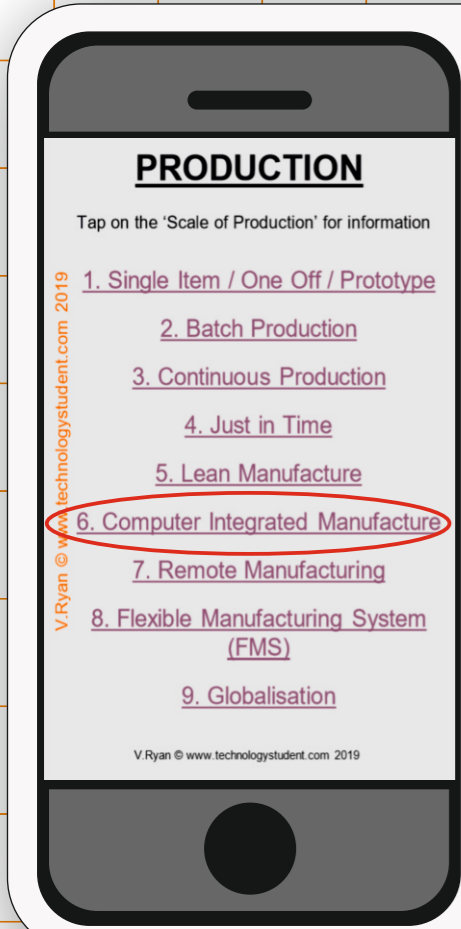 PRODUCTION
Tap on the ‘Scale of Production’ for information
1. Single Item / One Off / Prototype
2. Batch Production
3. Continuous Production
4. Just in Time
5. Lean Manufacture
6. Computer Integrated Manufacture
7. Remote Manufacturing
8. Flexible Manufacturing System
(FMS)
9. Globalisation
V.Ryan © www.technologystudent.com 2019
V.Ryan © www.technologystudent.com 2019